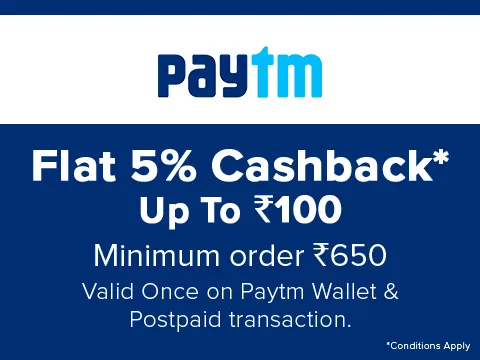 paytm
Flat 5% Cashback*
Up To ₹100
Minimum order ₹650
Valid Once on Paytm Wallet &
Postpaid transaction.
*Conditions Apply